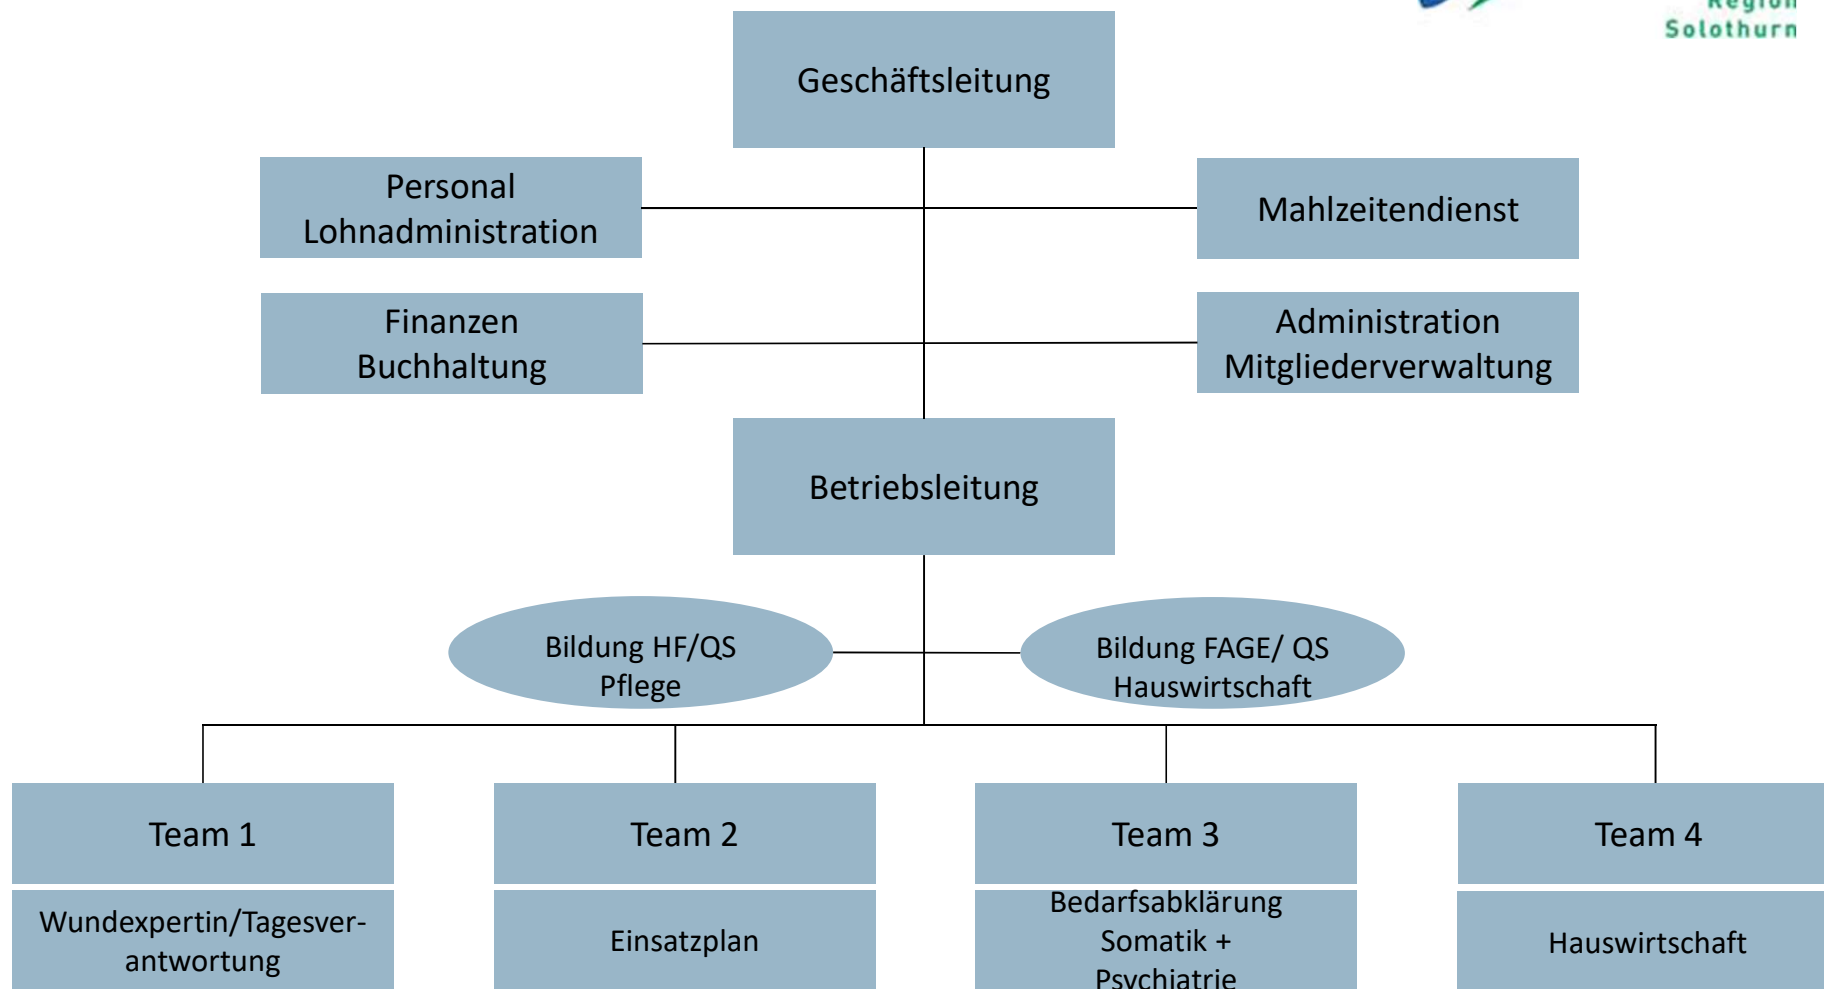 Region
Solothurn
Geschäftsleitung
Personal
Lohnadministration
Mahlzeitendienst
Finanzen
Buchhaltung
Administration
Mitgliederverwaltung
Betriebsleitung
Bildung HF/QS
Pflege
Bildung FAGE/ QS
Hauswirtschaft
Team 1
Team 2
Team 3
Team 4
Wundexpertin/Tagesver-
antwortung
Einsatzplan
Bedarfsabklärung
Somatik +
Psychiatrie
Hauswirtschaft